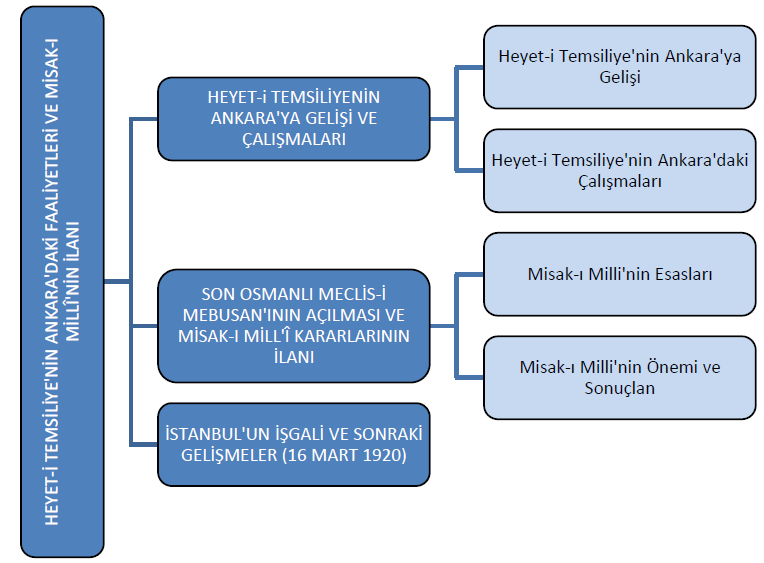 HEYET-İ TEMSİLİYE'NİN ANKARA'DAKİ FAALİYETLERİ VE MİSAK-I
MİLLÎ'NİN İLANI
HEYET-i TEMSİLİYENİN
ANKARA'YA GELİŞİ VE
ÇALIŞMALARI
Heyet-i Temsiliye'nin Ankara'ya
Gelişi
Heyet-i Temsiliye'nin Ankara'daki
Çalışmaları
SON OSMANLI MECLİS-İ
MEBUSAN'ININ AÇILMASI VE
MİSAK-I MİLL'Î KARARLARININ
İLANI
Misak-ı Milli'nin Esasları
Misak-ı Milli'nin Önemi ve
Sonuçlan
İSTANBUL'UN İŞGALİ VE SONRAKİ
GELİŞMELER (16 MART 1920)